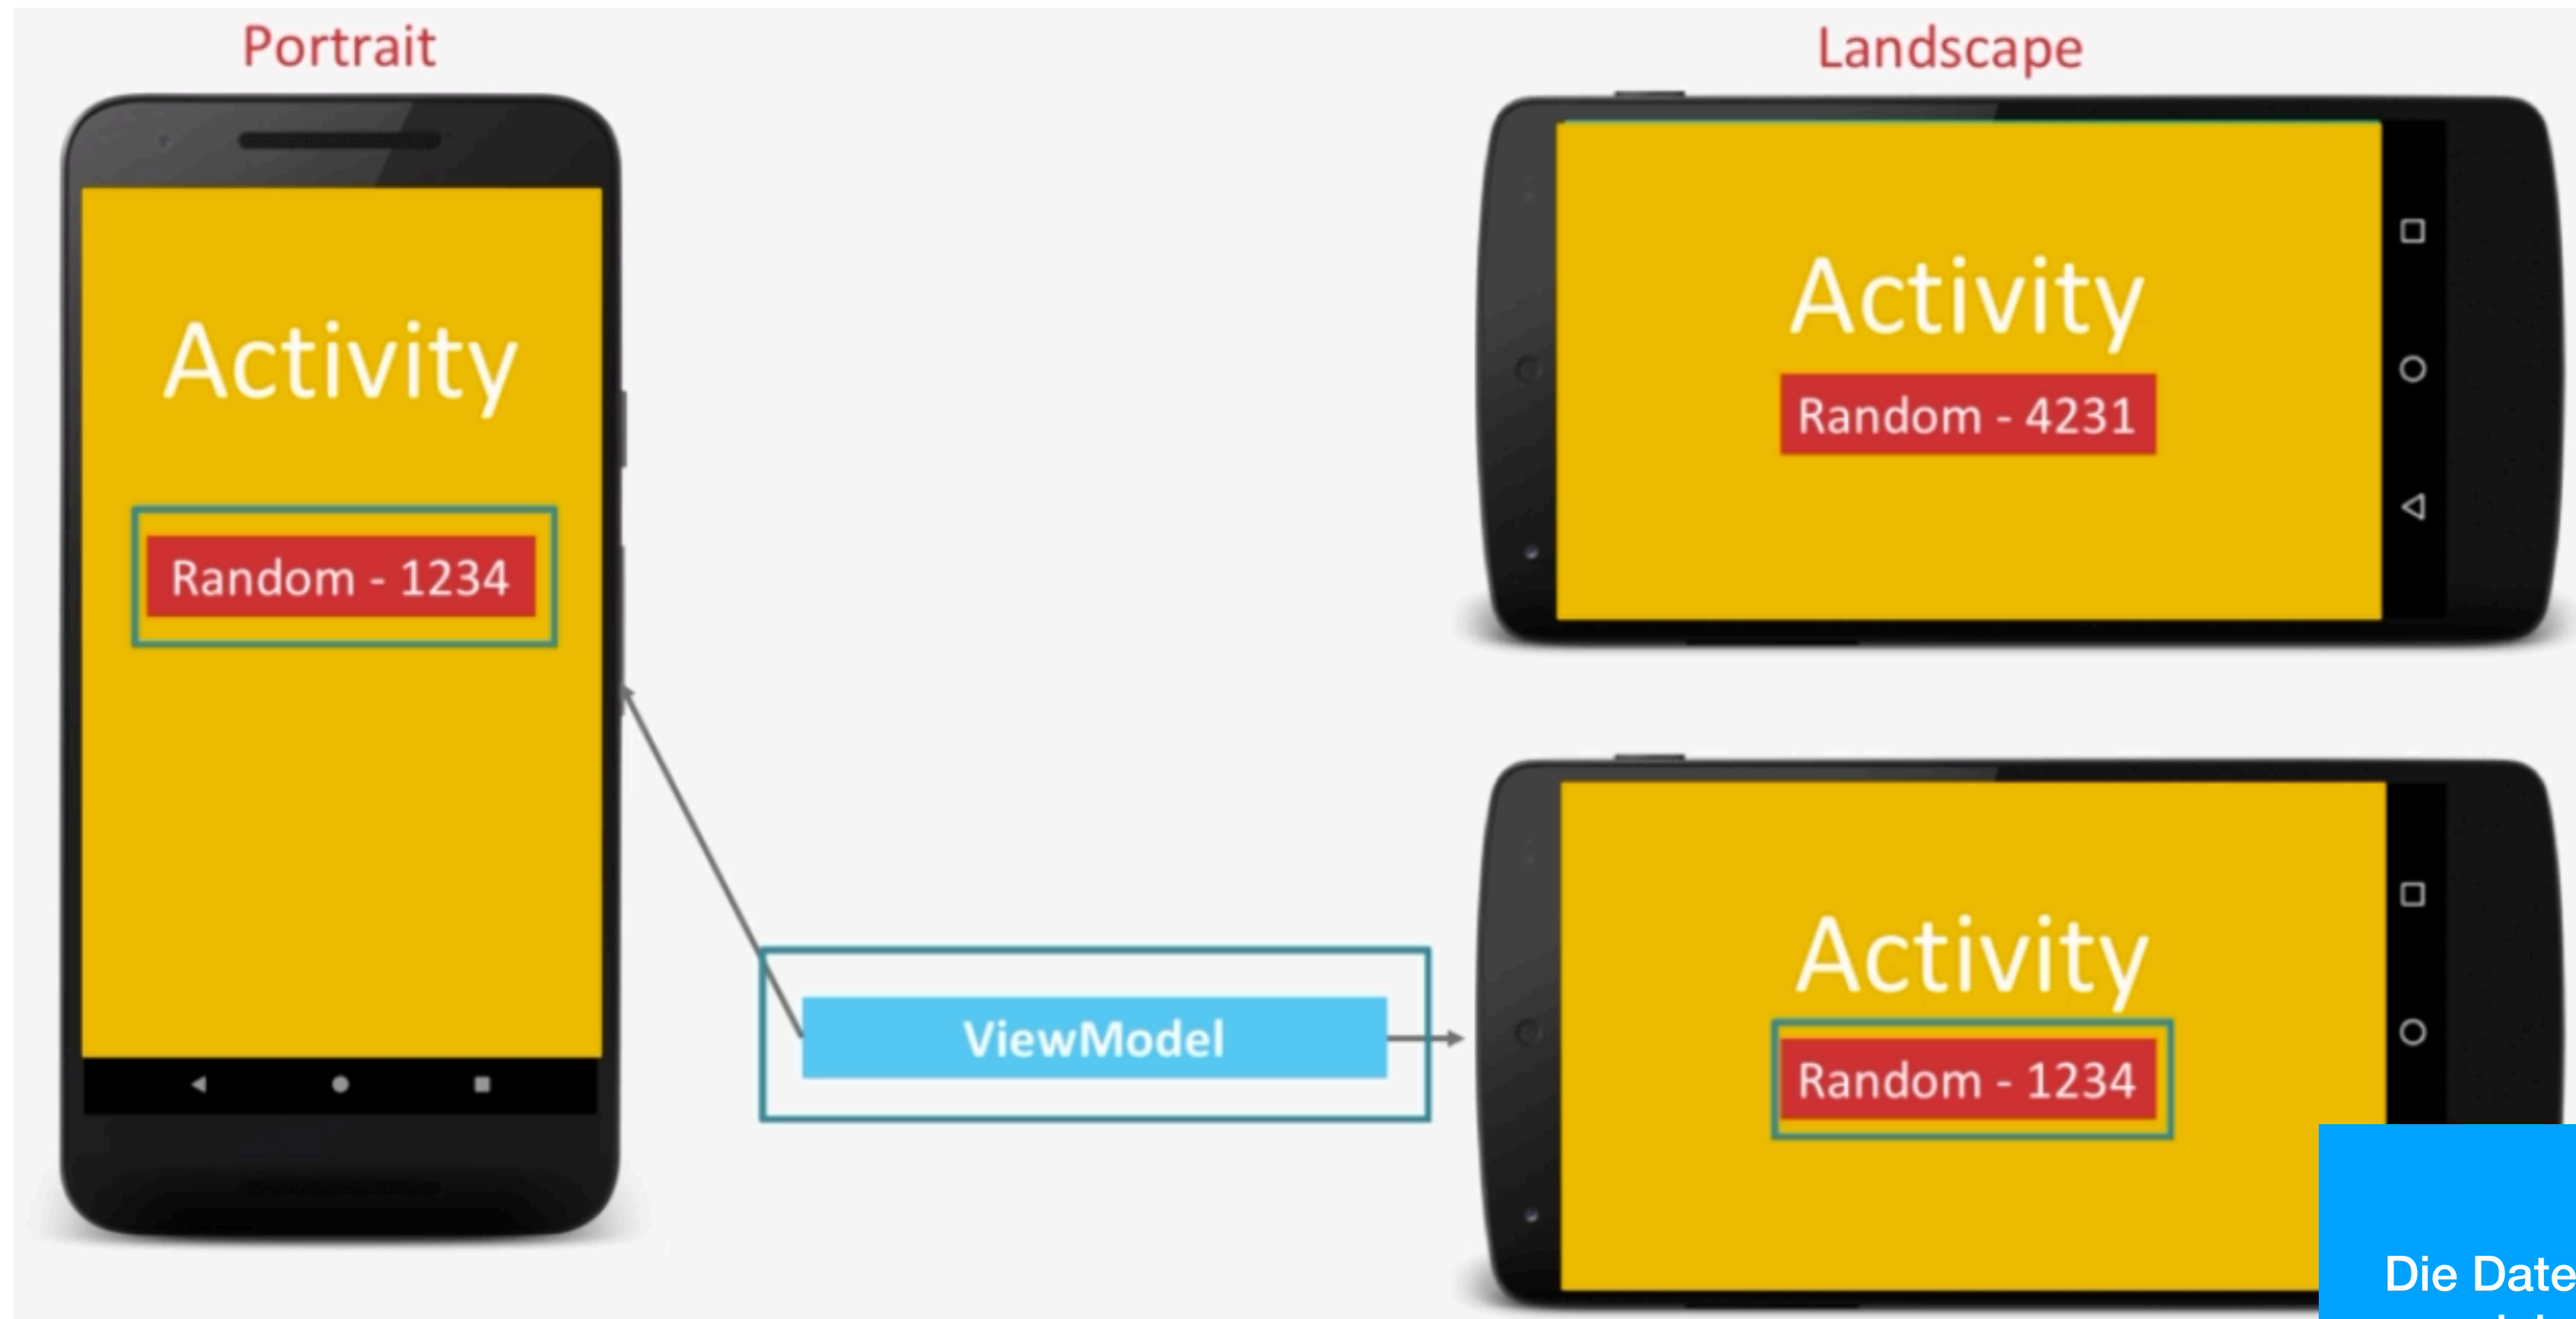 Portrait
Landscape
Activity
Random - 1234
Activity
Random - 4231
ViewModel
Activity
Random - 1234
Die Date